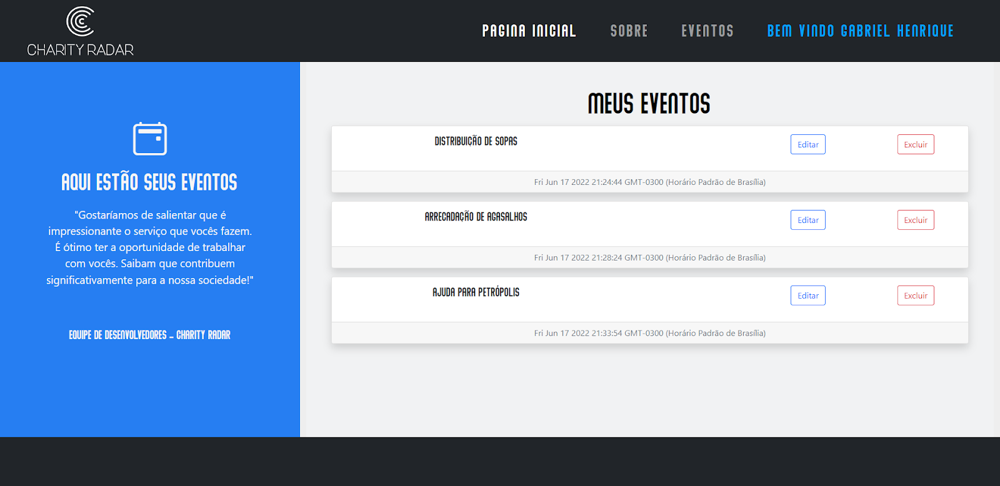 CHARITY RADAR
PAGINA INICIAL
SOBRE
EVENTOS
BEM VINDO GABRIEL HENRIQUE
AQUI ESTÃO SEUS EVENTOS
"Gostaríamos de salientar que é
impressionante o serviço que vocês fazem.
É ótimo ter a oportunidade de trabalhar
com vocês. Saibam que contribuem
significativamente para a nossa sociedade!"
EQUIPE DE DESENVOLVEDORES - CHARITY RADAR
MEUS EVENTOS
DISTRIBUIÇÃO DE SOPAS
Editar
Excluir
Fri Jun 17 2022 21:24:44 GMT-0300 (Horário Padrão de Brasília)
ARRECADAÇÃO DE AGASALHOS
Editar
Excluir
Fri Jun 17 2022 21:28:24 GMT-0300 (Horário Padrão de Brasília)
AJUDA PARA PETRÓPOLIS
Editar
Excluir
Fri Jun 17 2022 21:33:54 GMT-0300 (Horário Padrão de Brasília)